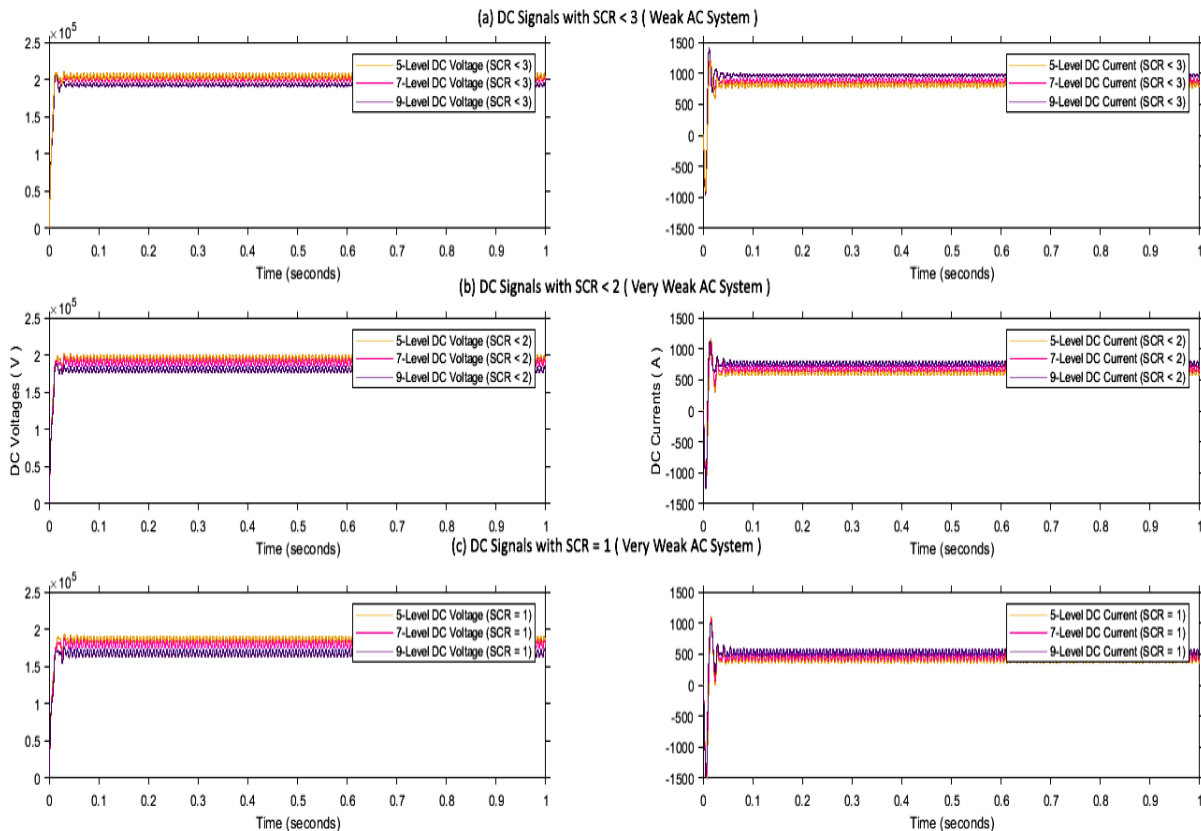 (a) DC Signals with SCR < 3 ( Weak AC System )
×10⁵
2.5
2
1.5
1
0.5
0
0 0.1 0.2 0.3 0.4 0.5 0.6 0.7 0.8 0.9 1
Time (seconds)
5-Level DC Voltage (SCR < 3)
7-Level DC Voltage (SCR < 3)
9-Level DC Voltage (SCR < 3)
1500
1000
500
0
-500
-1000
-1500
0 0.1 0.2 0.3 0.4 0.5 0.6 0.7 0.8 0.9 1
Time (seconds)
5-Level DC Current (SCR < 3)
7-Level DC Current (SCR < 3)
9-Level DC Current (SCR < 3)
(b) DC Signals with SCR < 2 ( Very Weak AC System )
×10⁵
2.5
2
1.5
1
0.5
0
DC Voltages ( V )
0 0.1 0.2 0.3 0.4 0.5 0.6 0.7 0.8 0.9 1
Time (seconds)
5-Level DC Voltage (SCR < 2)
7-Level DC Voltage (SCR < 2)
9-Level DC Voltage (SCR < 2)
1500
1000
500
0
-500
-1000
-1500
DC Currents ( A )
0 0.1 0.2 0.3 0.4 0.5 0.6 0.7 0.8 0.9 1
Time (seconds)
5-Level DC Current (SCR < 2)
7-Level DC Current (SCR < 2)
9-Level DC Current (SCR < 2)
(c) DC Signals with SCR = 1 ( Very Weak AC System )
×10⁵
2.5
2
1.5
1
0.5
0
0 0.1 0.2 0.3 0.4 0.5 0.6 0.7 0.8 0.9 1
Time (seconds)
5-Level DC Voltage (SCR = 1)
7-Level DC Voltage (SCR = 1)
9-Level DC Voltage (SCR = 1)
1500
1000
500
0
-500
-1000
-1500
0 0.1 0.2 0.3 0.4 0.5 0.6 0.7 0.8 0.9 1
Time (seconds)
5-Level DC Current (SCR = 1)
7-Level DC Current (SCR = 1)
9-Level DC Current (SCR = 1)